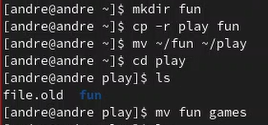 [andre@andre ~]$ mkdir fun
[andre@andre ~]$ cp -r play fun
[andre@andre ~]$ mv ~/fun ~/play
[andre@andre ~]$ cd play
[andre@andre play]$ ls
file.old  fun
[andre@andre play]$ mv fun games